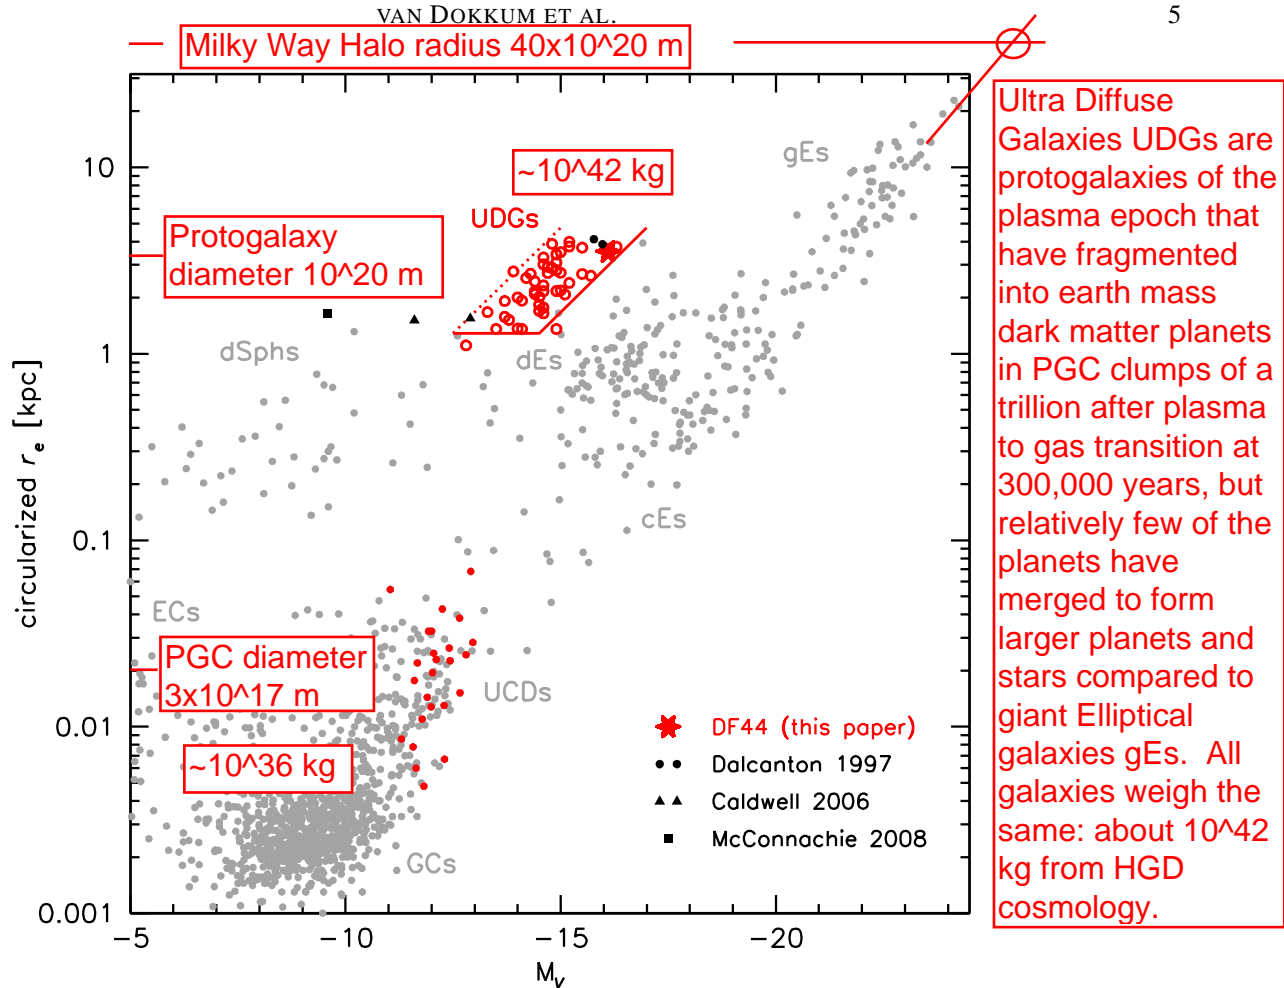 VAN DOKKUM ET AL.
5
Milky Way Halo radius 40x10^20 m
Ultra Diffuse
Galaxies UDGs are
protogalaxies of the
plasma epoch that
have fragmented
into earth mass
dark matter planets
in PGC clumps of a
trillion after plasma
to gas transition at
300,000 years, but
relatively few of the
planets have
merged to form
larger planets and
stars compared to
giant Elliptical
galaxies gEs. All
galaxies weigh the
same: about 10^42
kg from HGD
cosmology.
10
1
0.1
0.01
0.001
circularized r_e [kpc]
gEs
~10^42 kg
UDGs
Protogalaxy
diameter 10^20 m
dSphs
dEs
cEs
ECs
PGC diameter
3x10^17 m
UCDs
~10^36 kg
GCs
DF44 (this paper)
Dalcanton 1997
Caldwell 2006
McConnachie 2008
-5
-10
-15
-20
M_V